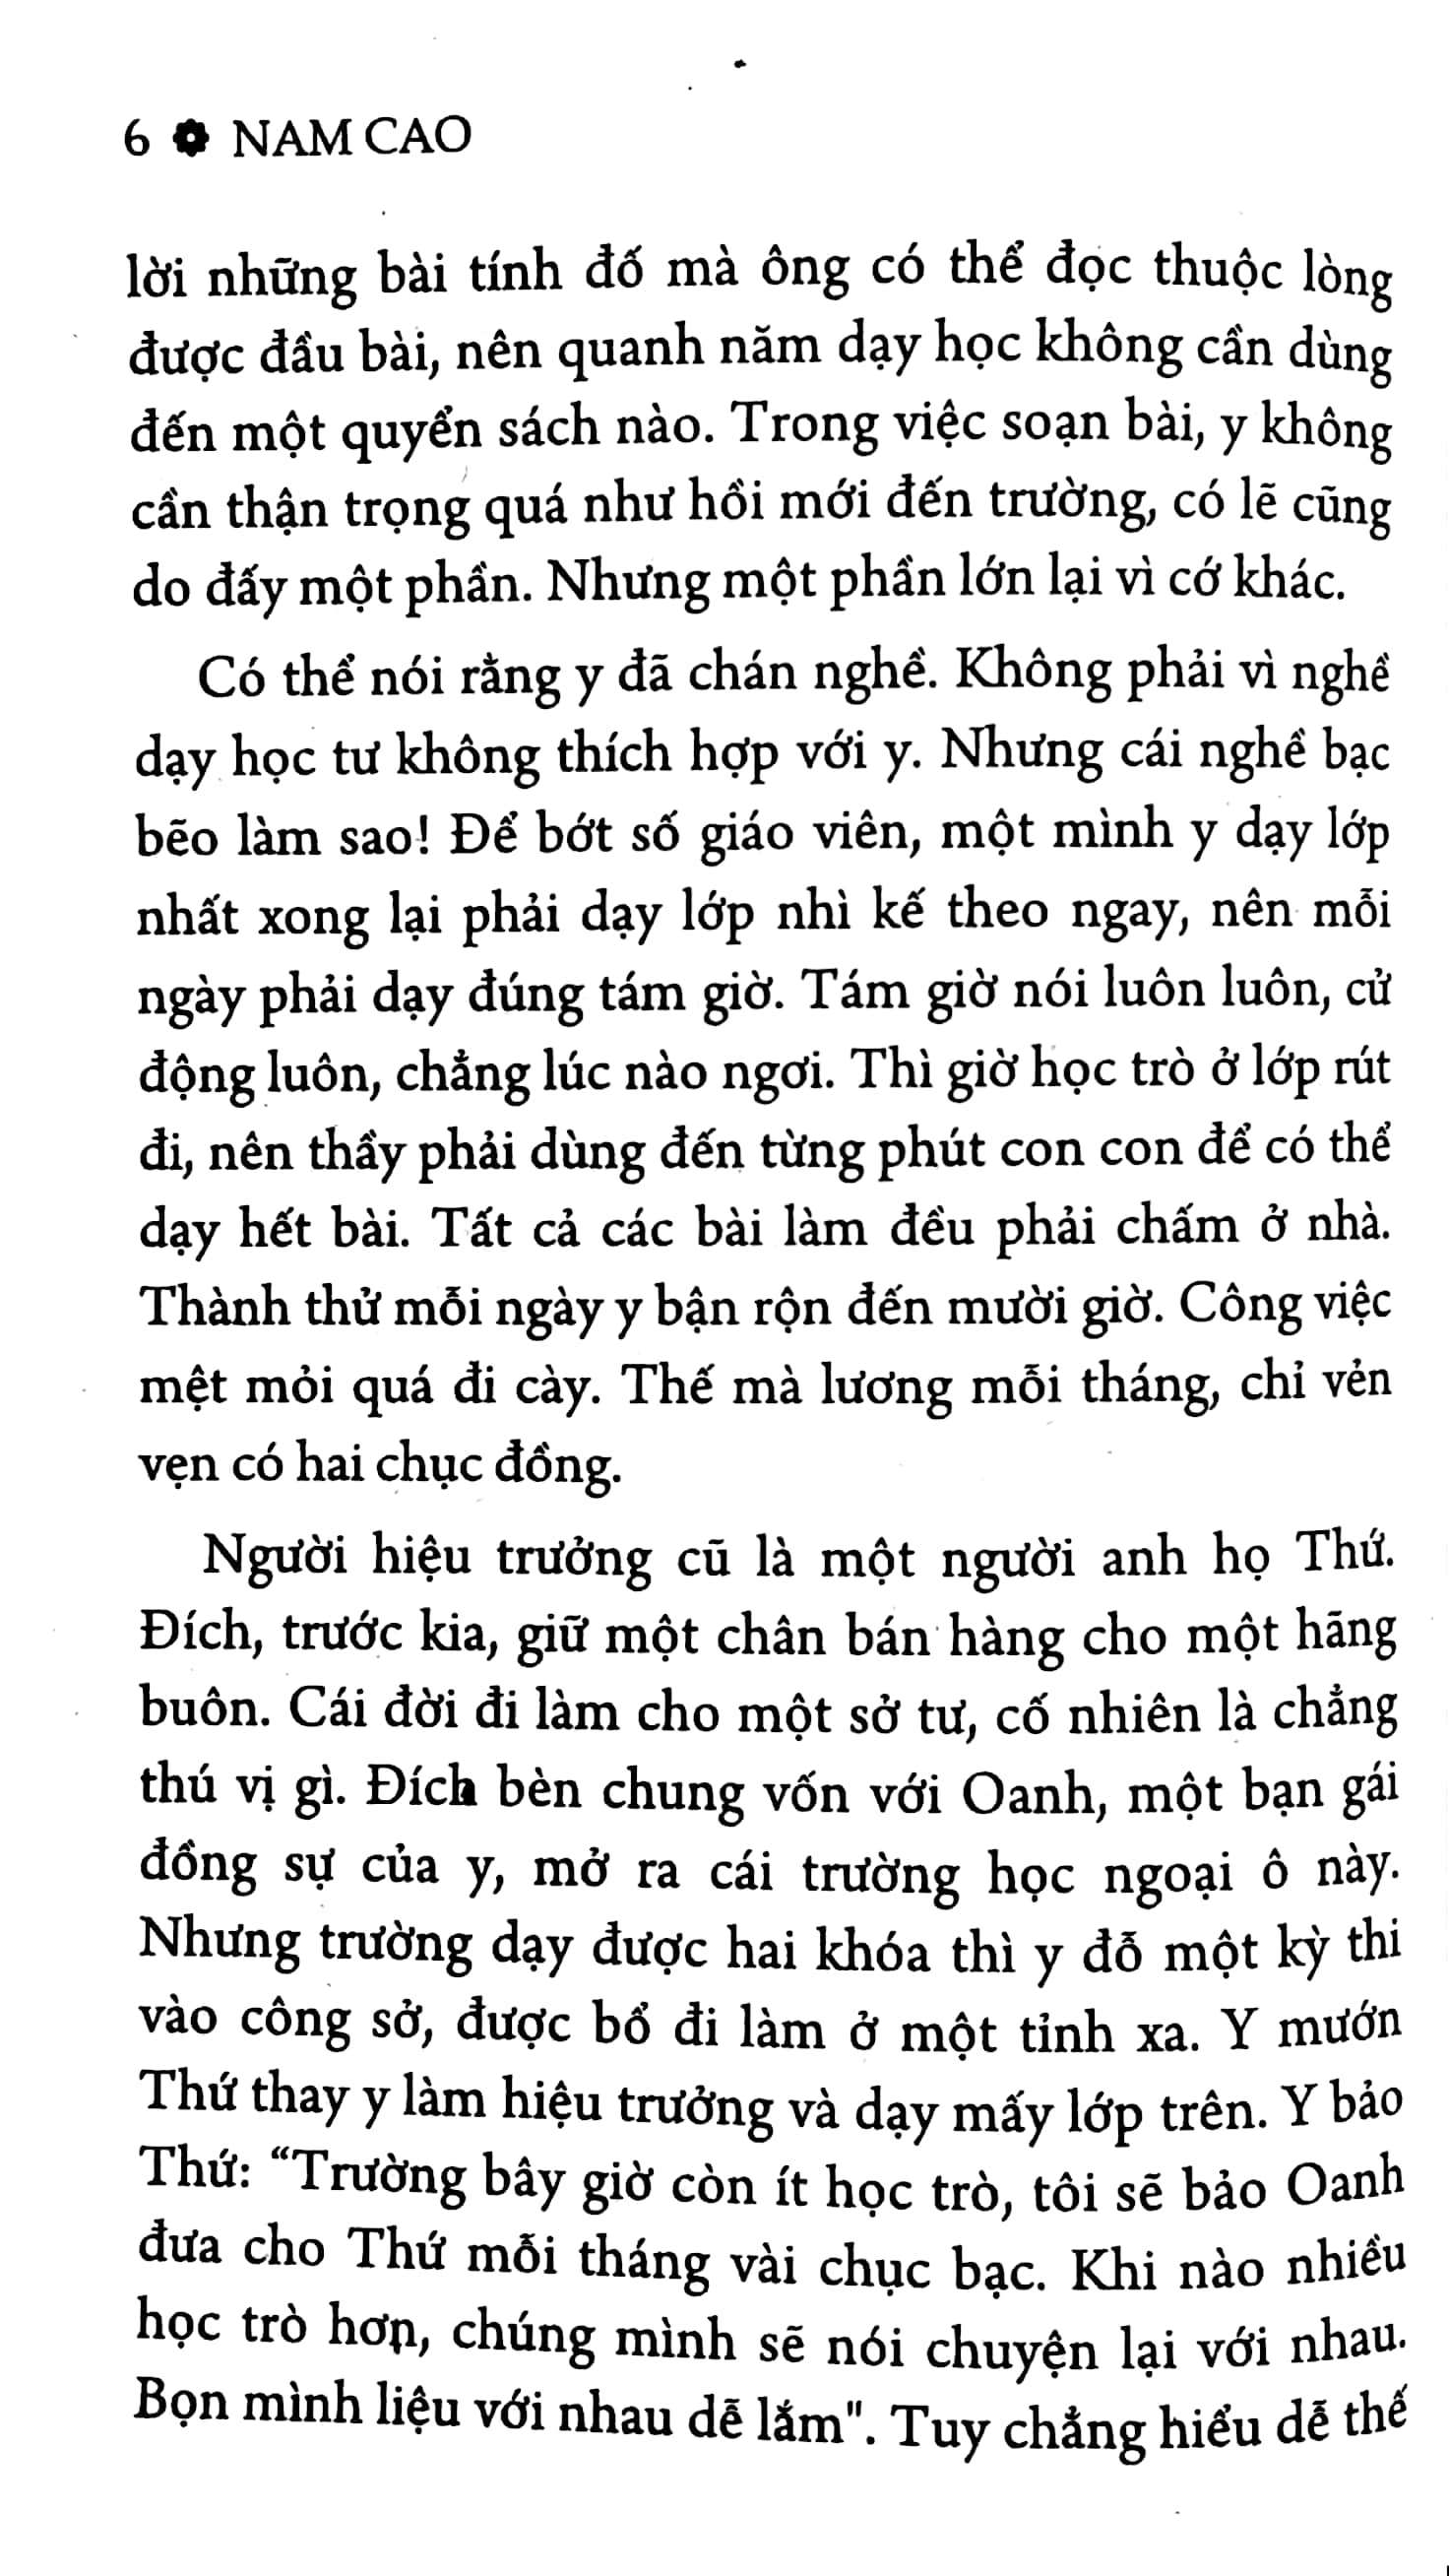 6 NAM CAO
lời những bài tính đố mà ông có thể đọc thuộc lòng
được đầu bài, nên quanh năm dạy học không cần dùng
đến một quyển sách nào. Trong việc soạn bài, y không
cần thận trọng quá như hồi mới đến trường, có lẽ cũng
do đấy một phần. Nhưng một phần lớn lại vì cớ khác.
Có thể nói rằng y đã chán nghề. Không phải vì nghề
dạy học tư không thích hợp với y. Nhưng cái nghề bạc
bẽo làm sao! Để bớt số giáo viên, một mình y dạy lớp
nhất xong lại phải dạy lớp nhì kế theo ngay, nên mỗi
ngày phải dạy đúng tám giờ. Tám giờ nói luôn luôn, cử
động luôn, chẳng lúc nào ngơi. Thì giờ học trò ở lớp rút
đi, nên thầy phải dùng đến từng phút con con để có thể
dạy hết bài. Tất cả các bài làm đều phải chấm ở nhà.
Thành thử mỗi ngày y bận rộn đến mười giờ. Công việc
mệt mỏi quá đi cày. Thế mà lương mỗi tháng, chỉ vẻn
vẹn có hai chục đồng.
Người hiệu trưởng cũ là một người anh họ Thứ.
Đích, trước kia, giữ một chân bán hàng cho một hãng
buôn. Cái đời đi làm cho một sở tư, cố nhiên là chẳng
thú vị gì. Đích bèn chung vốn với Oanh, một bạn gái
đồng sự của y, mở ra cái trường học ngoại ô này.
Nhưng trường dạy được hai khóa thì y đỗ một kỳ thi
vào công sở, được bổ đi làm ở một tỉnh xa. Y mướn
Thứ thay y làm hiệu trưởng và dạy mấy lớp trên. Y bảo
Thứ: “Trường bây giờ còn ít học trò, tôi sẽ bảo Oanh
đưa cho Thứ mỗi tháng vài chục bạc. Khi nào nhiều
học trò hơn, chúng mình sẽ nói chuyện lại với nhau.
Bọn mình liệu với nhau dễ lắm". Tuy chẳng hiểu dễ thế